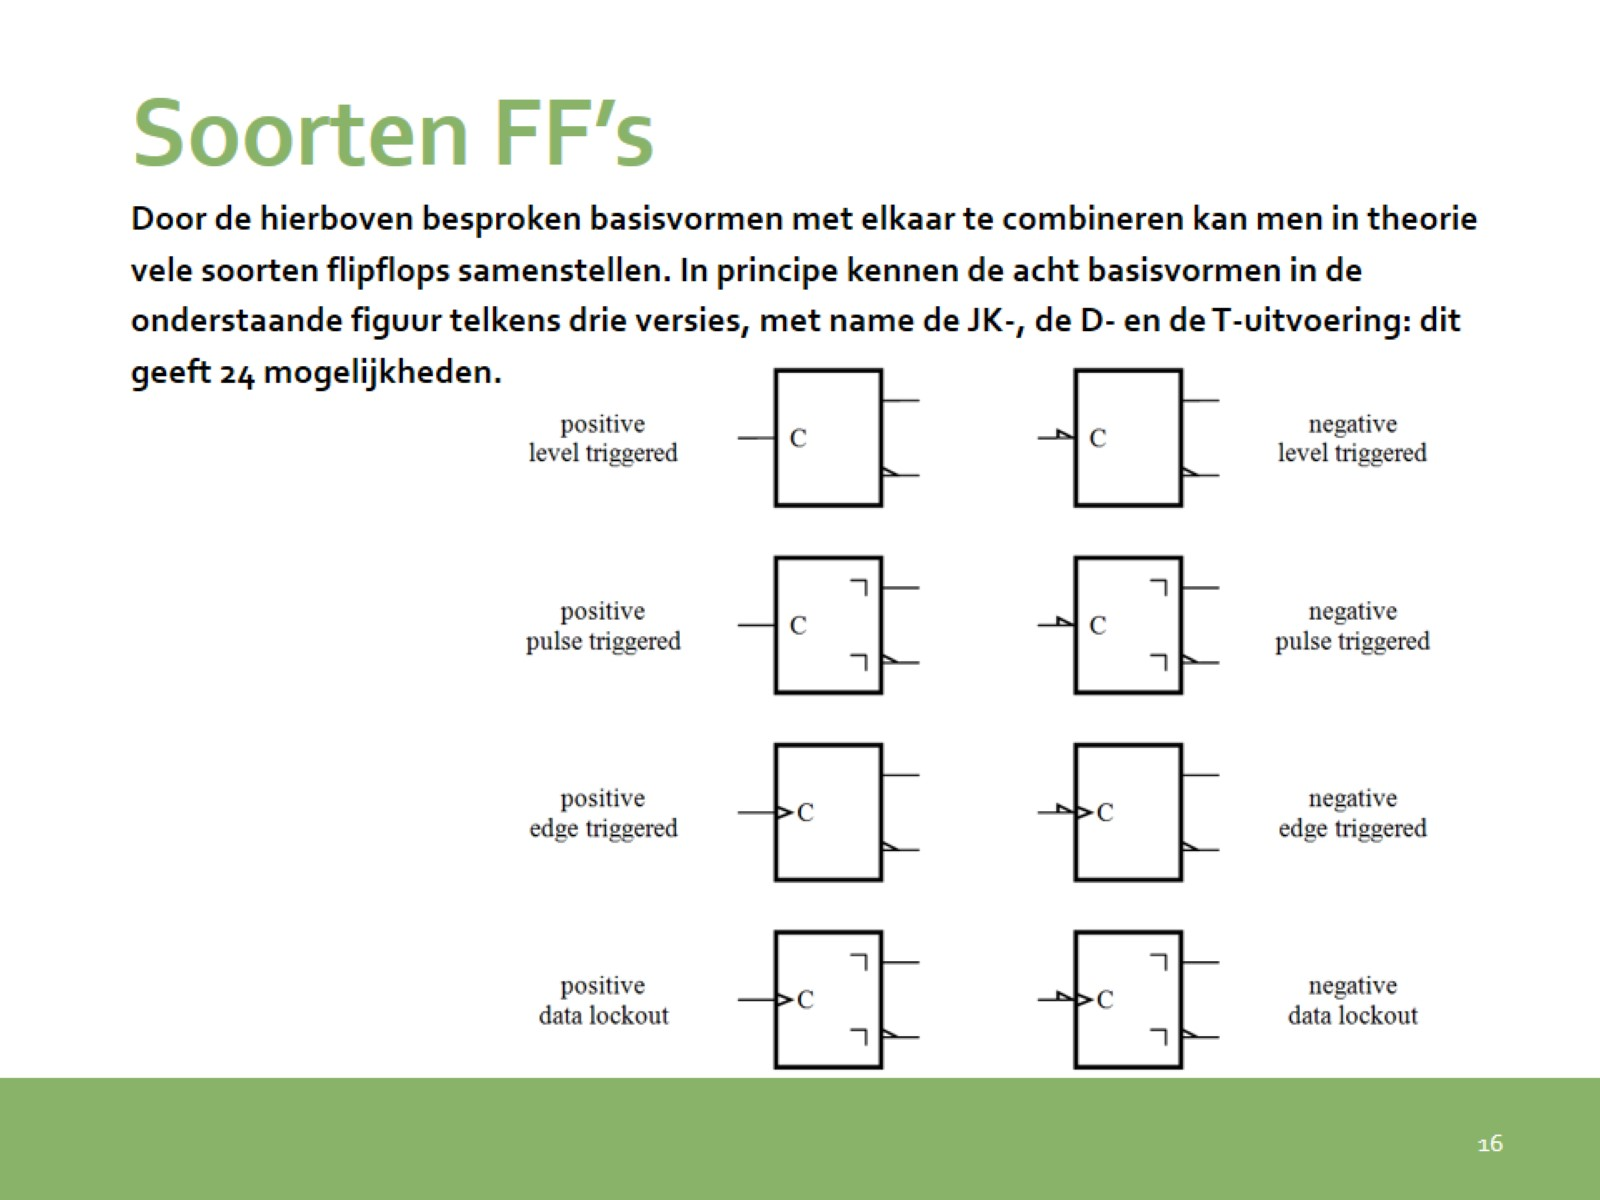 Soorten FF’s
Door de hierboven besproken basisvormen met elkaar te combineren kan men in theorie
vele soorten flipflops samenstellen. In principe kennen de acht basisvormen in de
onderstaande figuur telkens drie versies, met name de JK-, de D- en de T-uitvoering: dit
geeft 24 mogelijkheden.
positive
level triggered
C
C
negative
level triggered
positive
pulse triggered
C
C
negative
pulse triggered
positive
edge triggered
C
C
negative
edge triggered
positive
data lockout
C
C
negative
data lockout
16